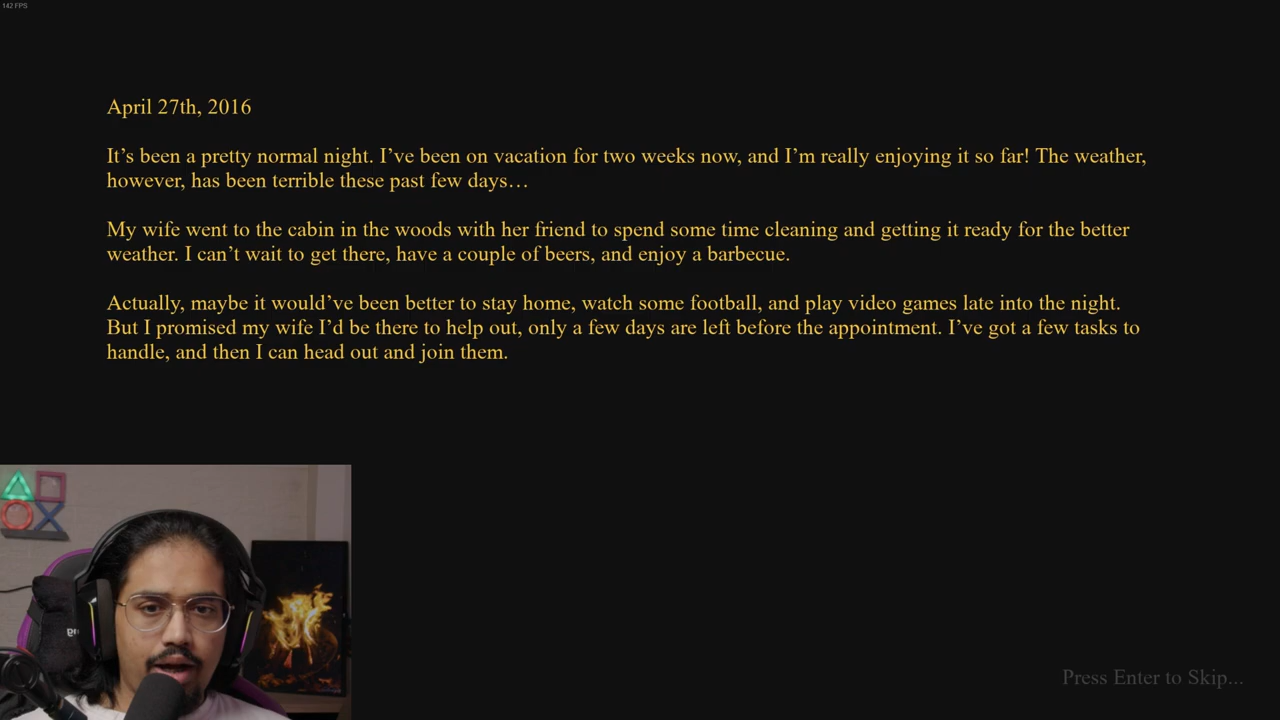 142 FPS
April 27th, 2016
It’s been a pretty normal night. I’ve been on vacation for two weeks now, and I’m really enjoying it so far! The weather,
however, has been terrible these past few days…
My wife went to the cabin in the woods with her friend to spend some time cleaning and getting it ready for the better
weather. I can’t wait to get there, have a couple of beers, and enjoy a barbecue.
Actually, maybe it would’ve been better to stay home, watch some football, and play video games late into the night.
But I promised my wife I’d be there to help out, only a few days are left before the appointment. I’ve got a few tasks to
handle, and then I can head out and join them.
Press Enter to Skip...